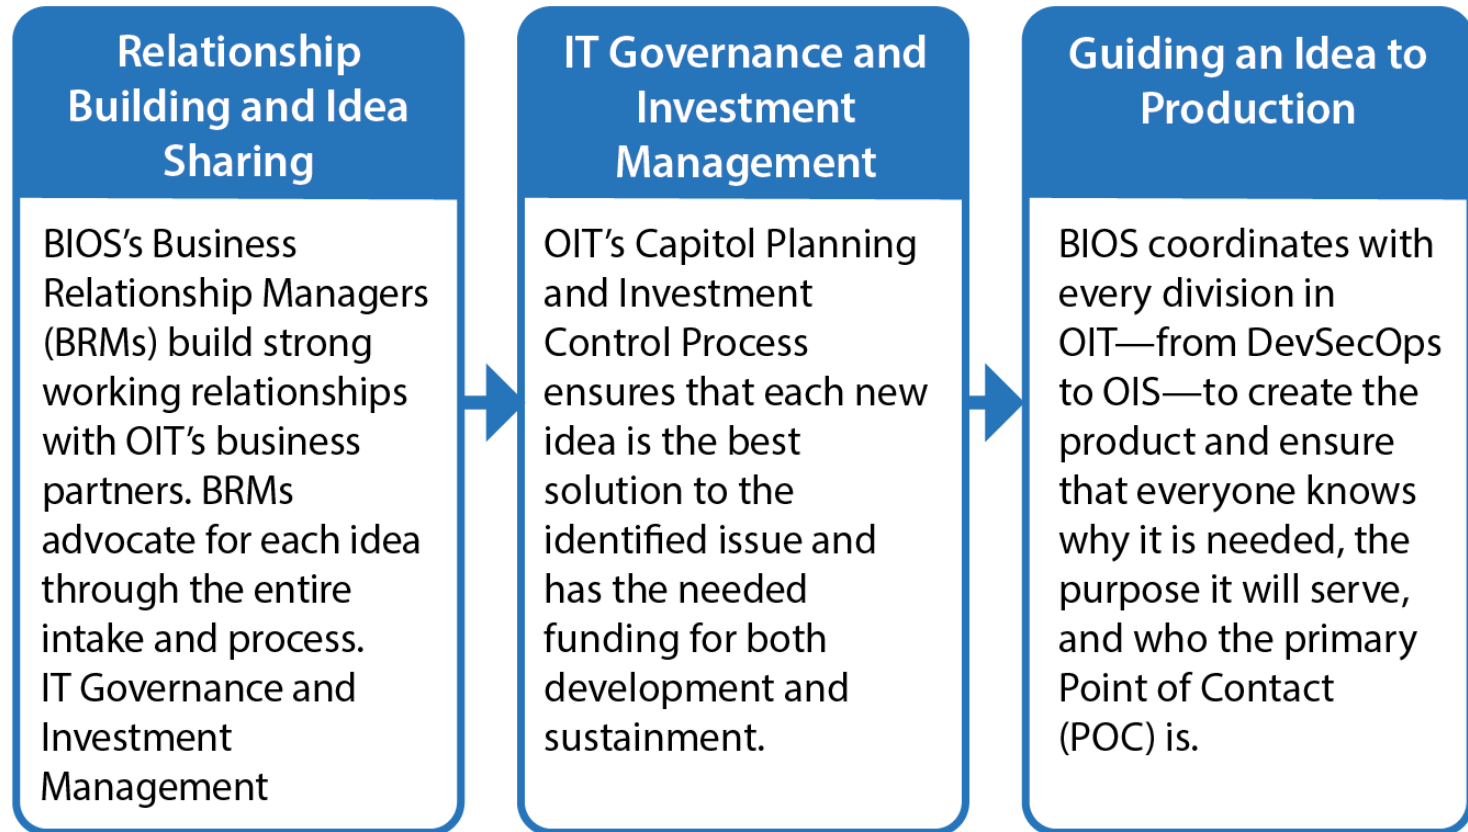 Relationship
Building and Idea
Sharing
BIOS’s Business
Relationship Managers
(BRMs) build strong
working relationships
with OIT’s business
partners. BRMs
advocate for each idea
through the entire
intake and process.
IT Governance and
Investment
Management
IT Governance and
Investment
Management
OIT’s Capitol Planning
and Investment
Control Process
ensures that each new
idea is the best
solution to the
identified issue and
has the needed
funding for both
development and
sustainment.
Guiding an Idea to
Production
BIOS coordinates with
every division in
OIT—from DevSecOps
to OIS—to create the
product and ensure
that everyone knows
why it is needed, the
purpose it will serve,
and who the primary
Point of Contact
(POC) is.